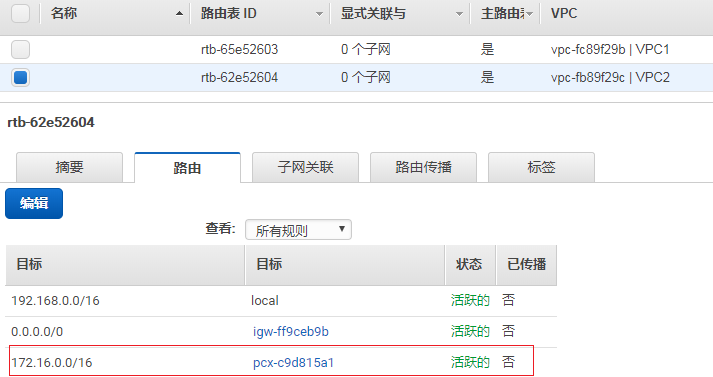 名称 路由表 ID 显式关联与 主路由表 VPC
rtb-65e52603 0 个子网 是 vpc-fc89f29b | VPC1
rtb-62e52604 0 个子网 是 vpc-fb89f29c | VPC2
rtb-62e52604
摘要 路由 子网关联 路由传播 标签
编辑
查看: 所有规则
目标 目标 状态 已传播
192.168.0.0/16 local 活跃的 否
0.0.0.0/0 igw-ff9ceb9b 活跃的 否
172.16.0.0/16 pcx-c9d815a1 活跃的 否